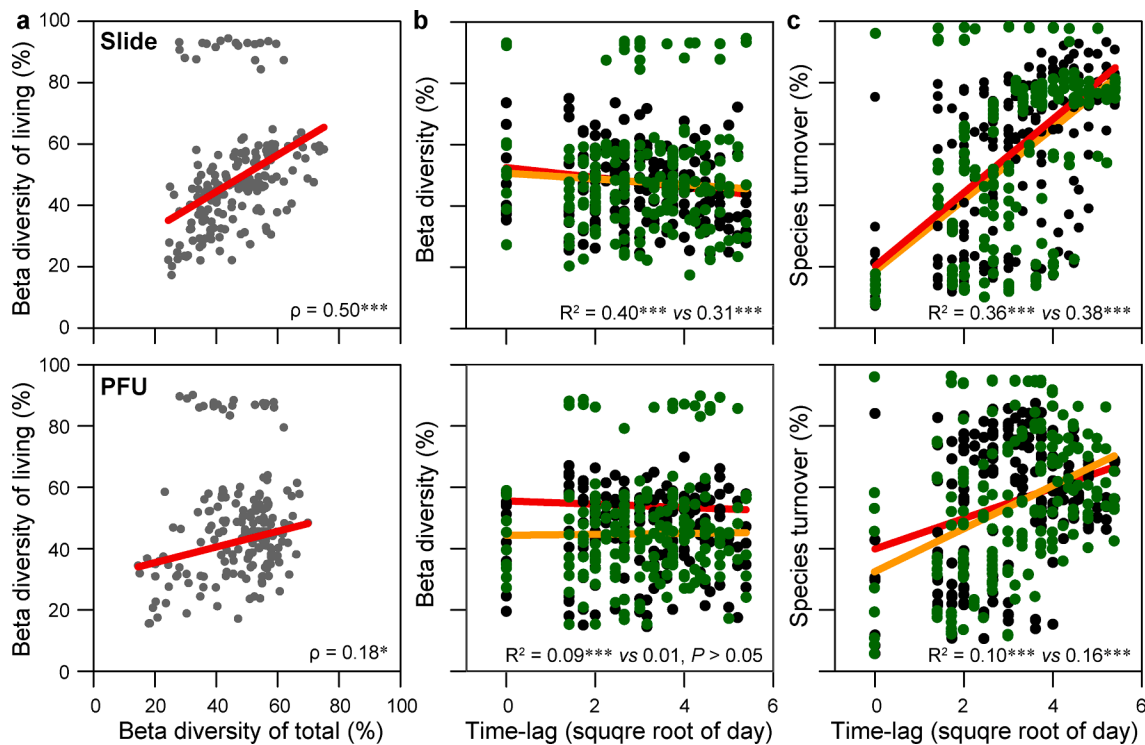 a
b
c
100
80
60
40
20
0
Beta diversity of living (%)
Slide
ρ = 0.50***
Beta diversity (%)
R² = 0.40*** vs 0.31***
Species turnover (%)
R² = 0.36*** vs 0.38***
100
80
60
40
20
0
Beta diversity of living (%)
PFU
ρ = 0.18*
0 20 40 60 80 100
Beta diversity of total (%)
Beta diversity (%)
R² = 0.09*** vs 0.01, P > 0.05
0 2 4 6
Time-lag (squqre root of day)
Species turnover (%)
R² = 0.10*** vs 0.16***
0 2 4 6
Time-lag (squqre root of day)